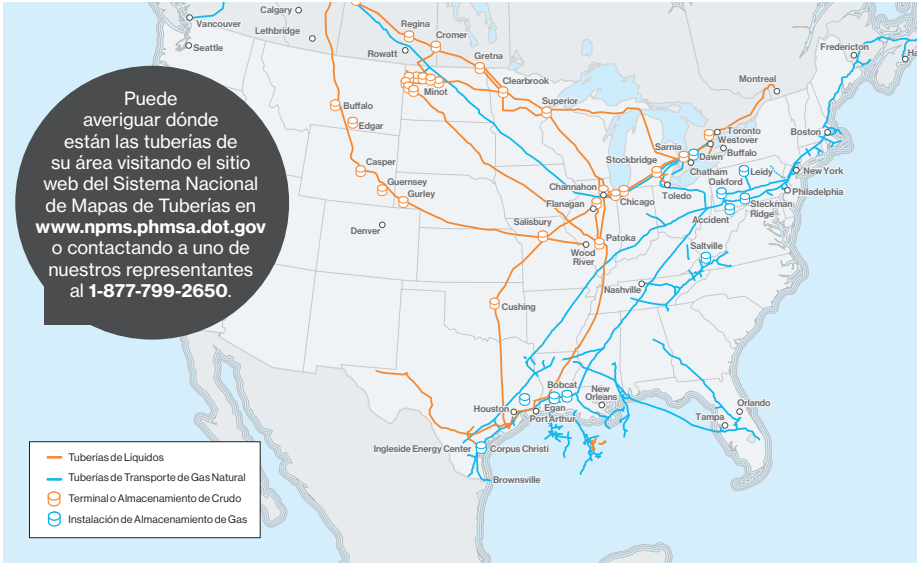 Calgary
Vancouver
Lethbridge
Seattle
Regina
Cromer
Rowatt
Gretna
Clearbrook
Minot
Superior
Montreal
Fredericton
Ha
Puede
averiguar dónde
están las tuberías de
su área visitando el sitio
web del Sistema Nacional
de Mapas de Tuberías en
www.npms.phmsa.dot.gov
o contactando a uno de
nuestros representantes
al 1-877-799-2650.
Buffalo
Edgar
Casper
Guernsey
Gurley
Denver
Salisbury
Flanagan
Channahon
Chicago
Stockbridge
Sarnia
Toronto
Westover
Buffalo
Dawn
Chatham
Oakford
Toledo
Leidy
Boston
New York
Philadelphia
Steckman
Ridge
Accident
Saltville
Patoka
Wood
River
Nashville
Cushing
Bobcat
New
Orleans
Houston
Egan
Port Arthur
Orlando
Tampa
Ingleside Energy Center
Corpus Christi
Brownsville
Tuberías de Líquidos
Tuberías de Transporte de Gas Natural
Terminal o Almacenamiento de Crudo
Instalación de Almacenamiento de Gas